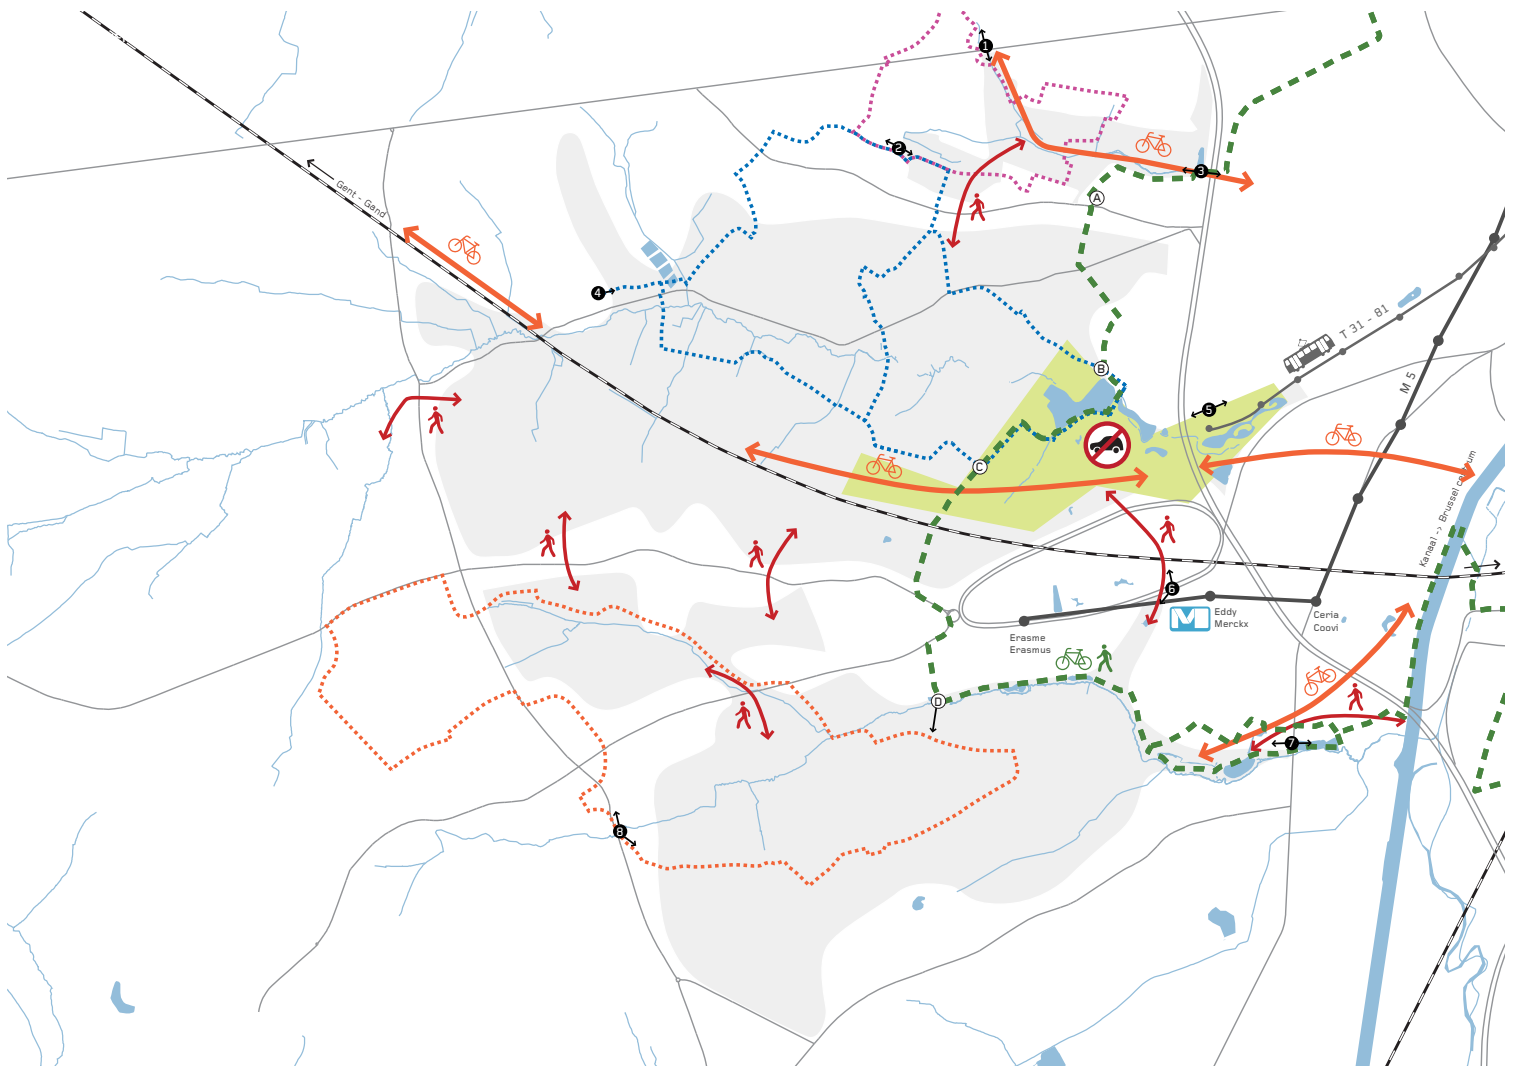 1
2
3
A
Gent - Gand
4
T 31 - 81
B
M 5
5
C
Kanaal -> Brussel centrum
6
Eddy
Merckx
Ceria
Coovi
Erasme
Erasmus
M
D
7
8